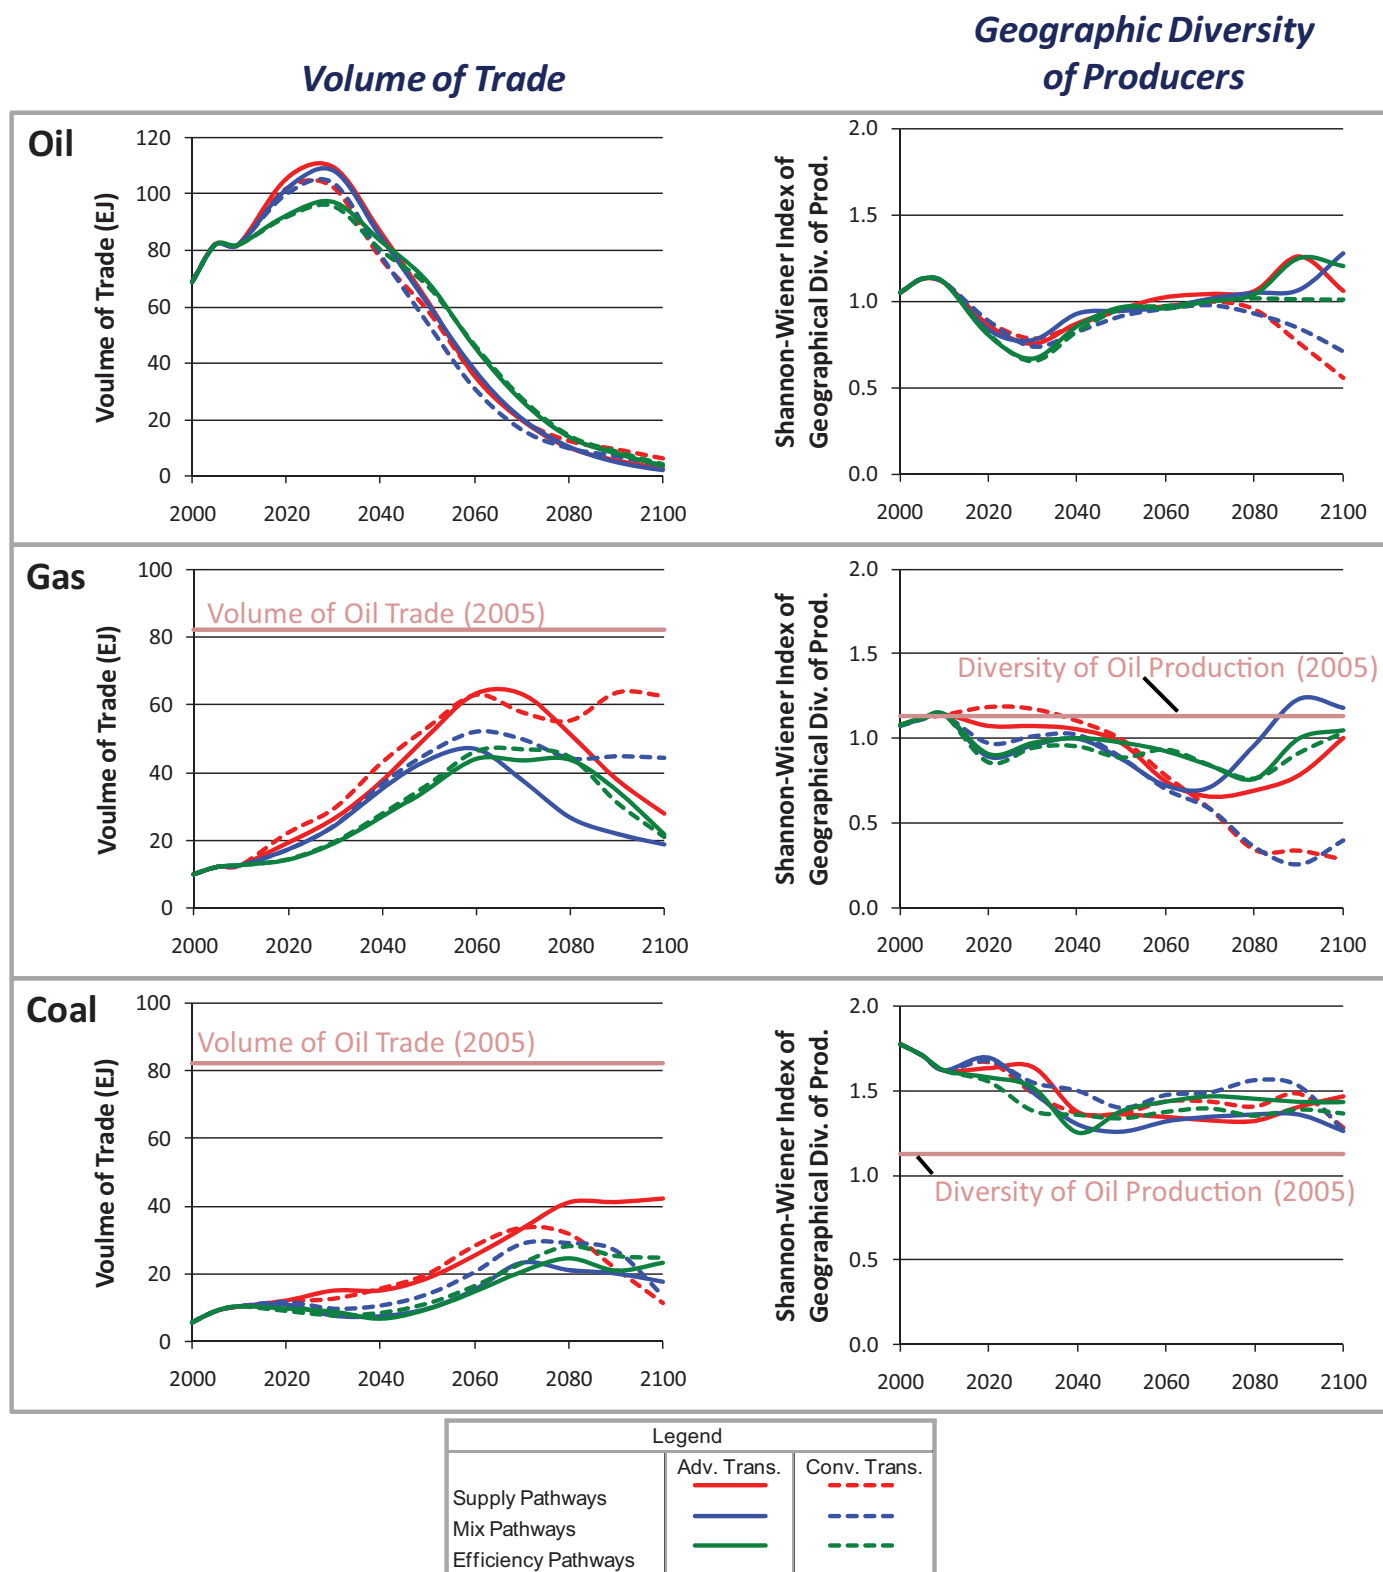 Volume of Trade
Geographic Diversity
of Producers
Oil
Voulme of Trade (EJ)
120
100
80
60
40
20
0
2000 2020 2040 2060 2080 2100
Shannon-Wiener Index of
Geographical Div. of Prod.
2.0
1.5
1.0
0.5
0.0
2000 2020 2040 2060 2080 2100
Gas
Voulme of Trade (EJ)
100
80
60
40
20
0
Volume of Oil Trade (2005)
2000 2020 2040 2060 2080 2100
Shannon-Wiener Index of
Geographical Div. of Prod.
2.0
1.5
1.0
0.5
0.0
Diversity of Oil Production (2005)
2000 2020 2040 2060 2080 2100
Coal
Voulme of Trade (EJ)
100
80
60
40
20
0
Volume of Oil Trade (2005)
2000 2020 2040 2060 2080 2100
Shannon-Wiener Index of
Geographical Div. of Prod.
2.0
1.5
1.0
0.5
0.0
Diversity of Oil Production (2005)
2000 2020 2040 2060 2080 2100
Legend
Adv. Trans. Conv. Trans.
Supply Pathways
Mix Pathways
Efficiency Pathways